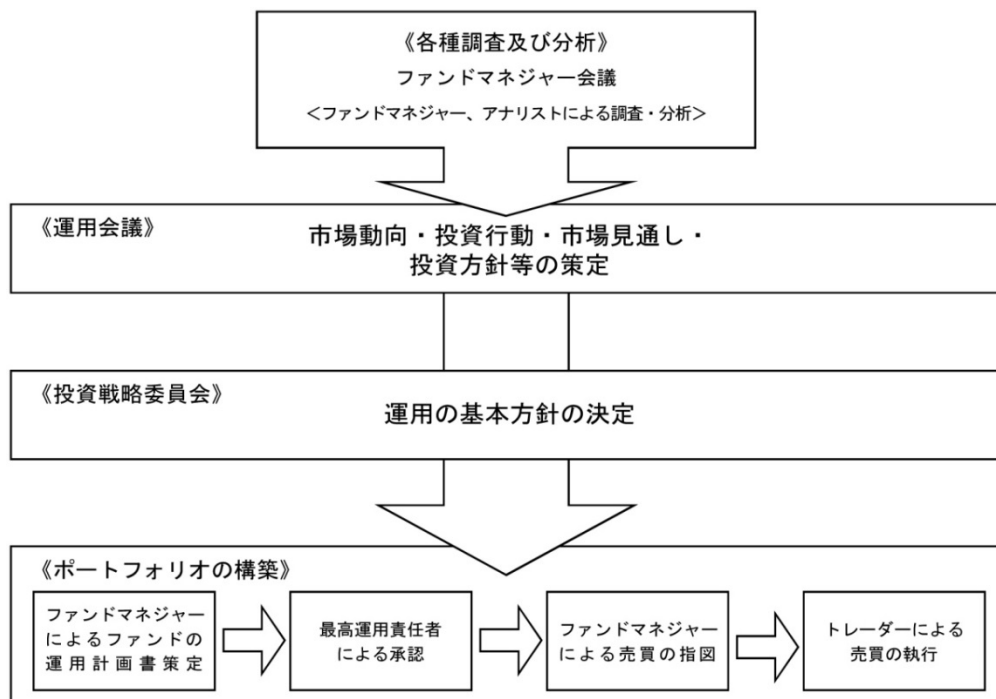 《各種調査及び分析》
ファンドマネジャー会議
＜ファンドマネジャー、アナリストによる調査・分析＞
《運用会議》
市場動向・投資行動・市場見通し・
投資方針等の策定
《投資戦略委員会》
運用の基本方針の決定
《ポートフォリオの構築》
ファンドマネジャー
によるファンドの
運用計画書策定
最高運用責任者
による承認
ファンドマネジャー
による売買の指図
トレーダーによる
売買の執行